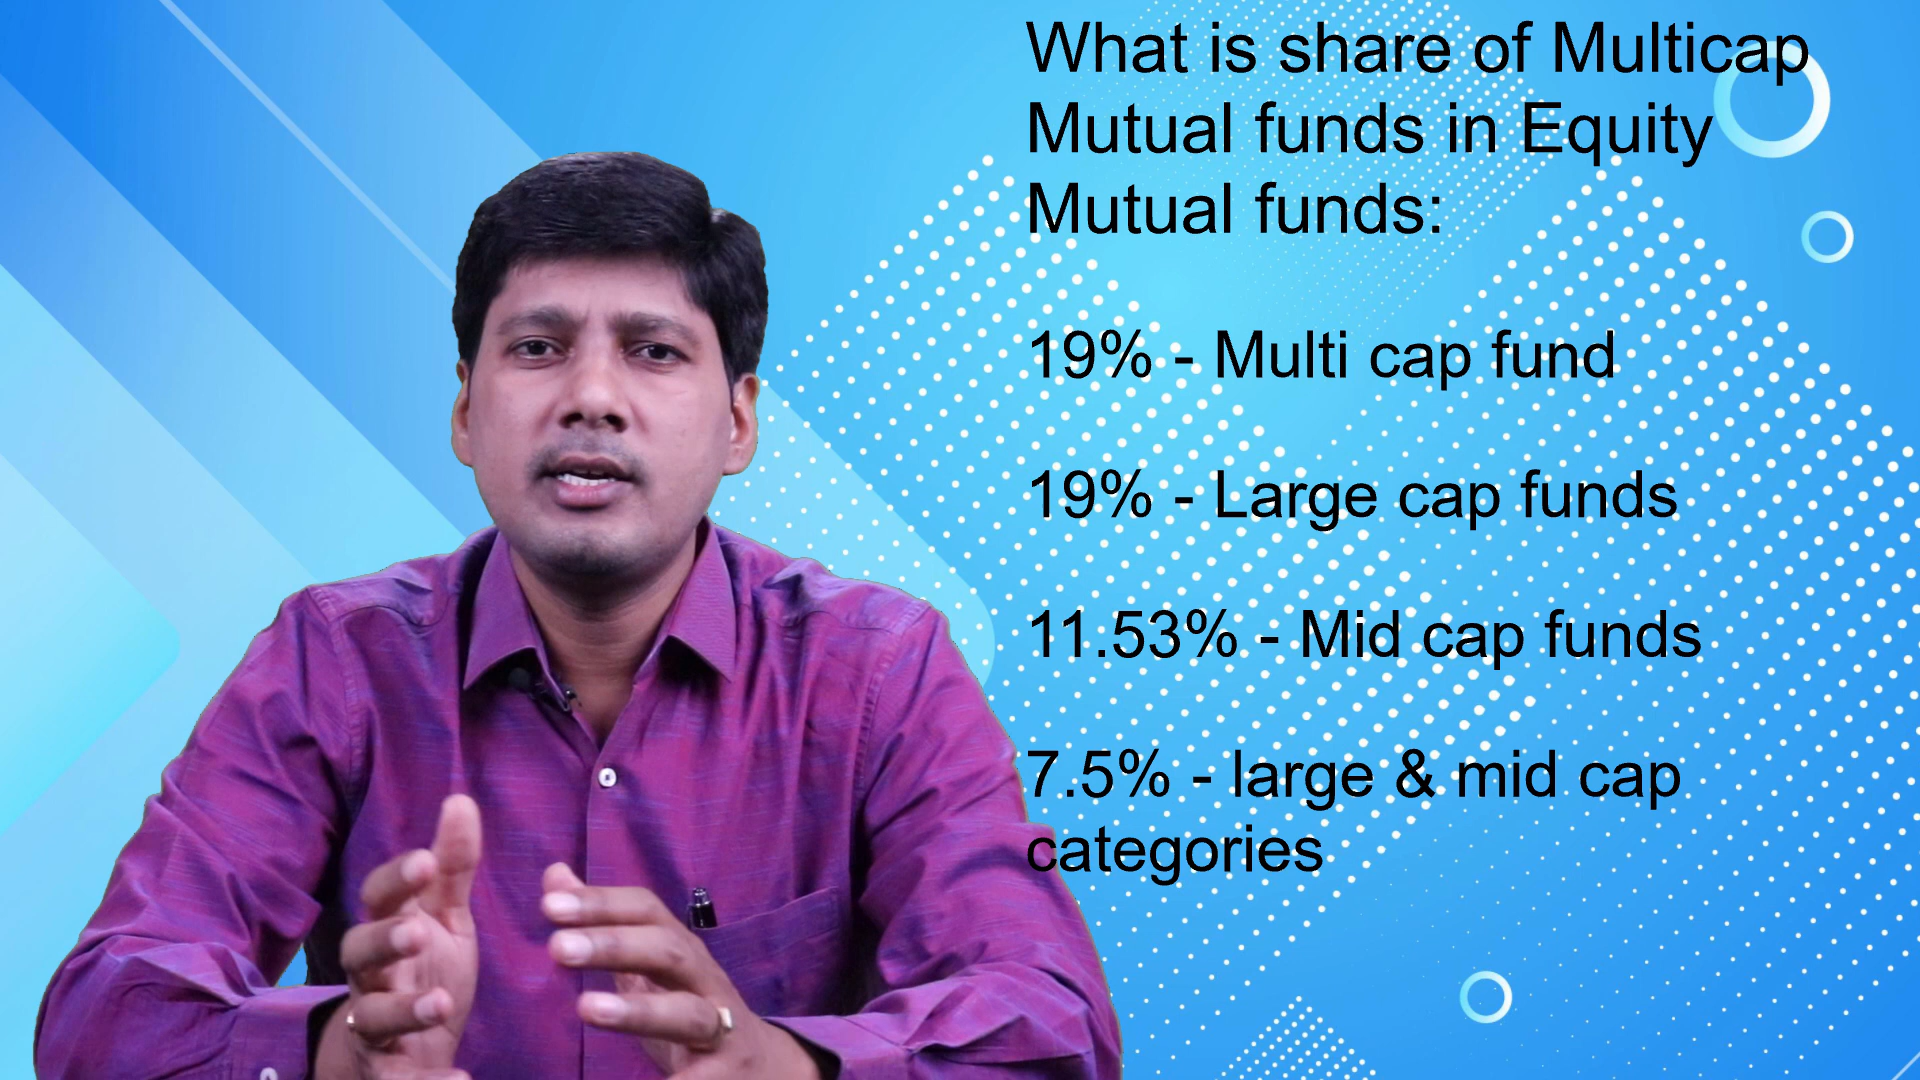 What is share of Multicap
Mutual funds in Equity
Mutual funds:
19% - Multi cap fund
19% - Large cap funds
11.53% - Mid cap funds
7.5% - large & mid cap
categories